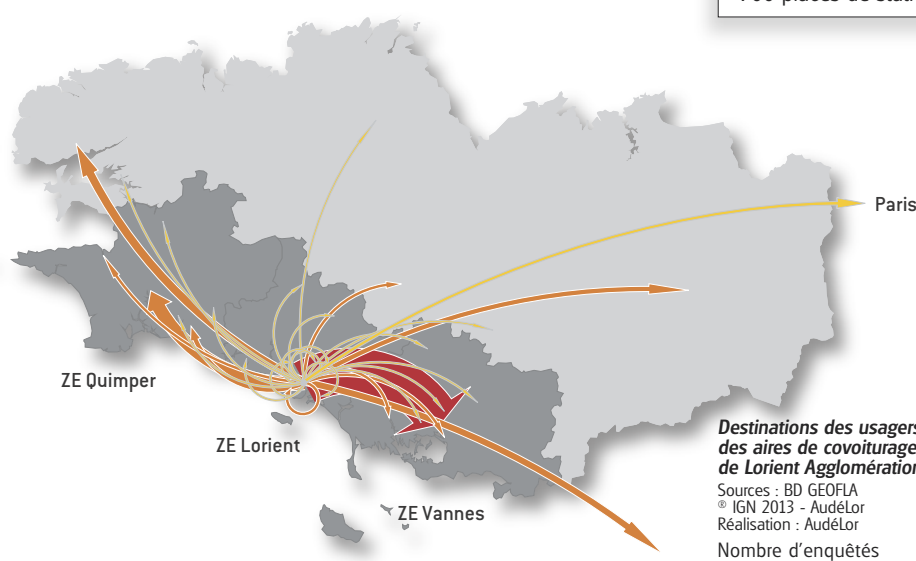 Paris
ZE Quimper
ZE Lorient
ZE Vannes
Destinations des usagers
des aires de covoiturage
de Lorient Agglomération
Sources : BD GEOFLA
® IGN 2013 - AudéLor
Réalisation : AudéLor
Nombre d'enquêtés